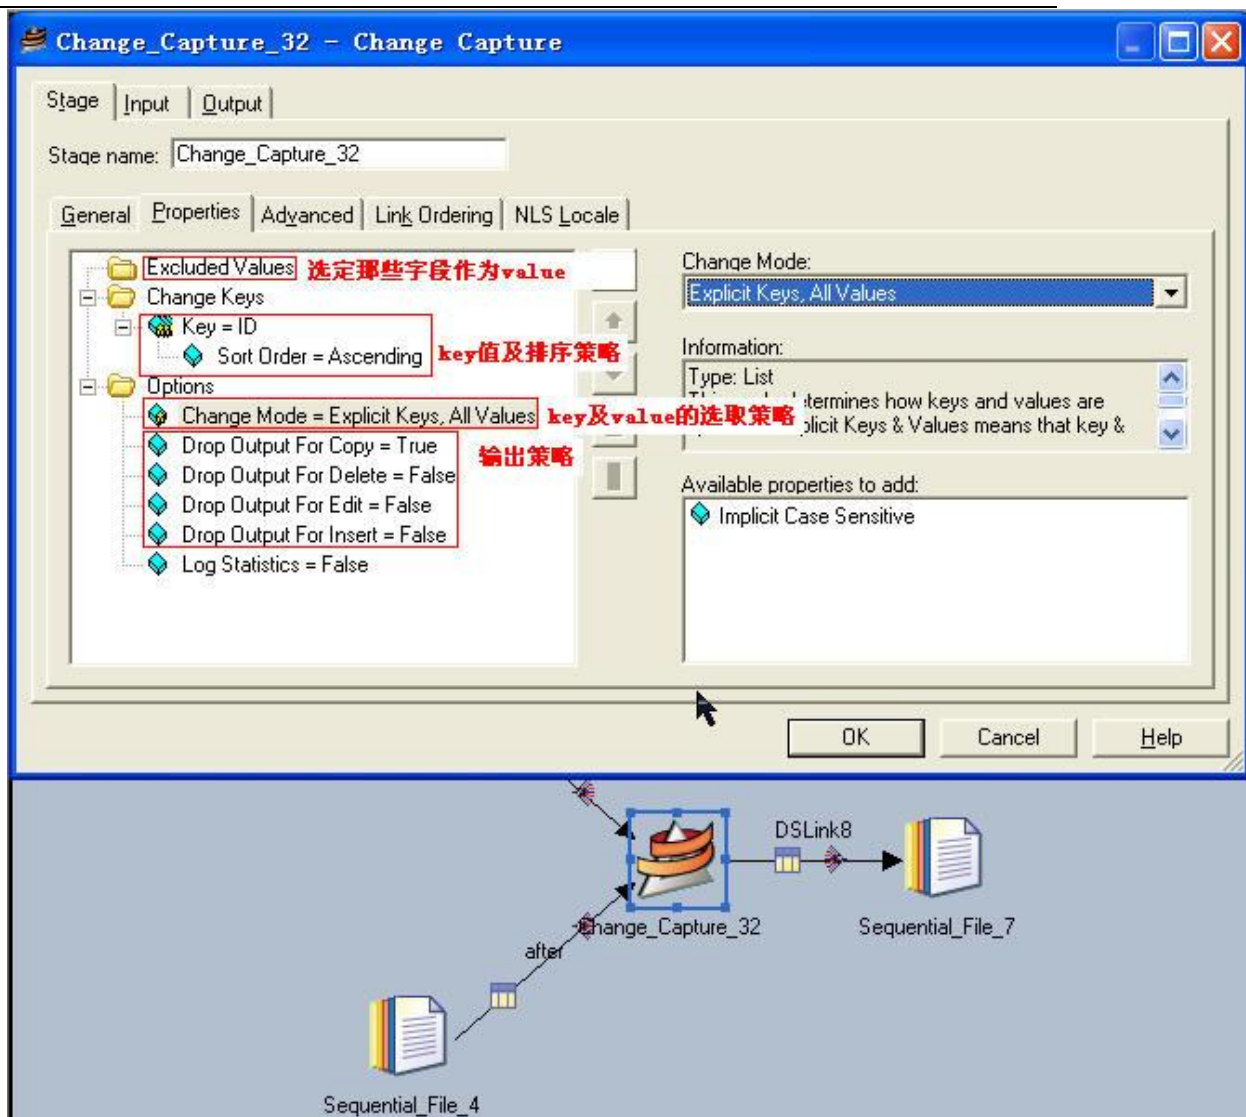 Change_Capture_32 - Change Capture
Stage
Input
Output
Stage name: Change_Capture_32
General
Properties
Advanced
Link Ordering
NLS Locale
Excluded Values 选定那些字段作为value
Change Keys
Key = ID
Sort Order = Ascending
key值及排序策略
Options
Change Mode = Explicit Keys, All Values key及value的选取策略
Drop Output For Copy = True
输出策略
Drop Output For Delete = False
Drop Output For Edit = False
Drop Output For Insert = False
Log Statistics = False
Change Mode:
Explicit Keys, All Values
Information:
Type: List
etermines how keys and values are
plicit Keys & Values means that key &
Available properties to add:
Implicit Case Sensitive
OK
Cancel
Help
DSLink8
Change_Capture_32
Sequential_File_7
after
Sequential_File_4